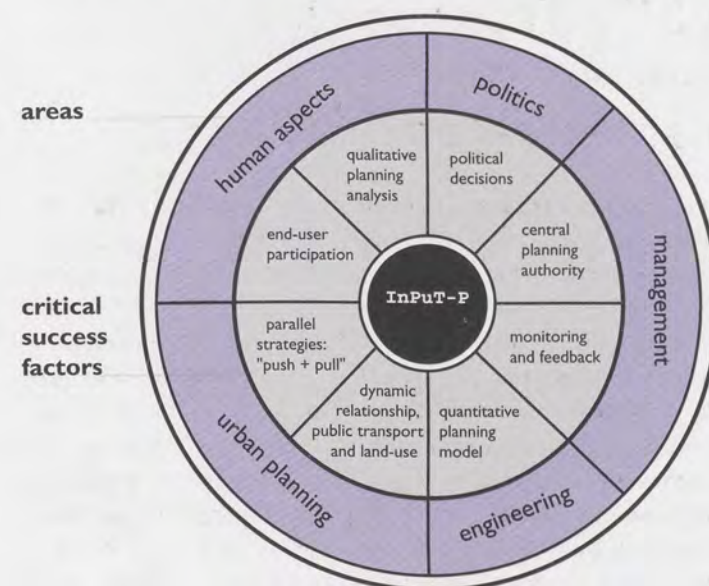 areas
critical
success
factors
human aspects
politics
management
engineering
urban planning
qualitative
planning
analysis
political
decisions
central
planning
authority
monitoring
and feedback
quantitative
planning
model
dynamic
relationship,
public transport
and land-use
parallel
strategies:
"push + pull"
end-user
participation
InPuT-P